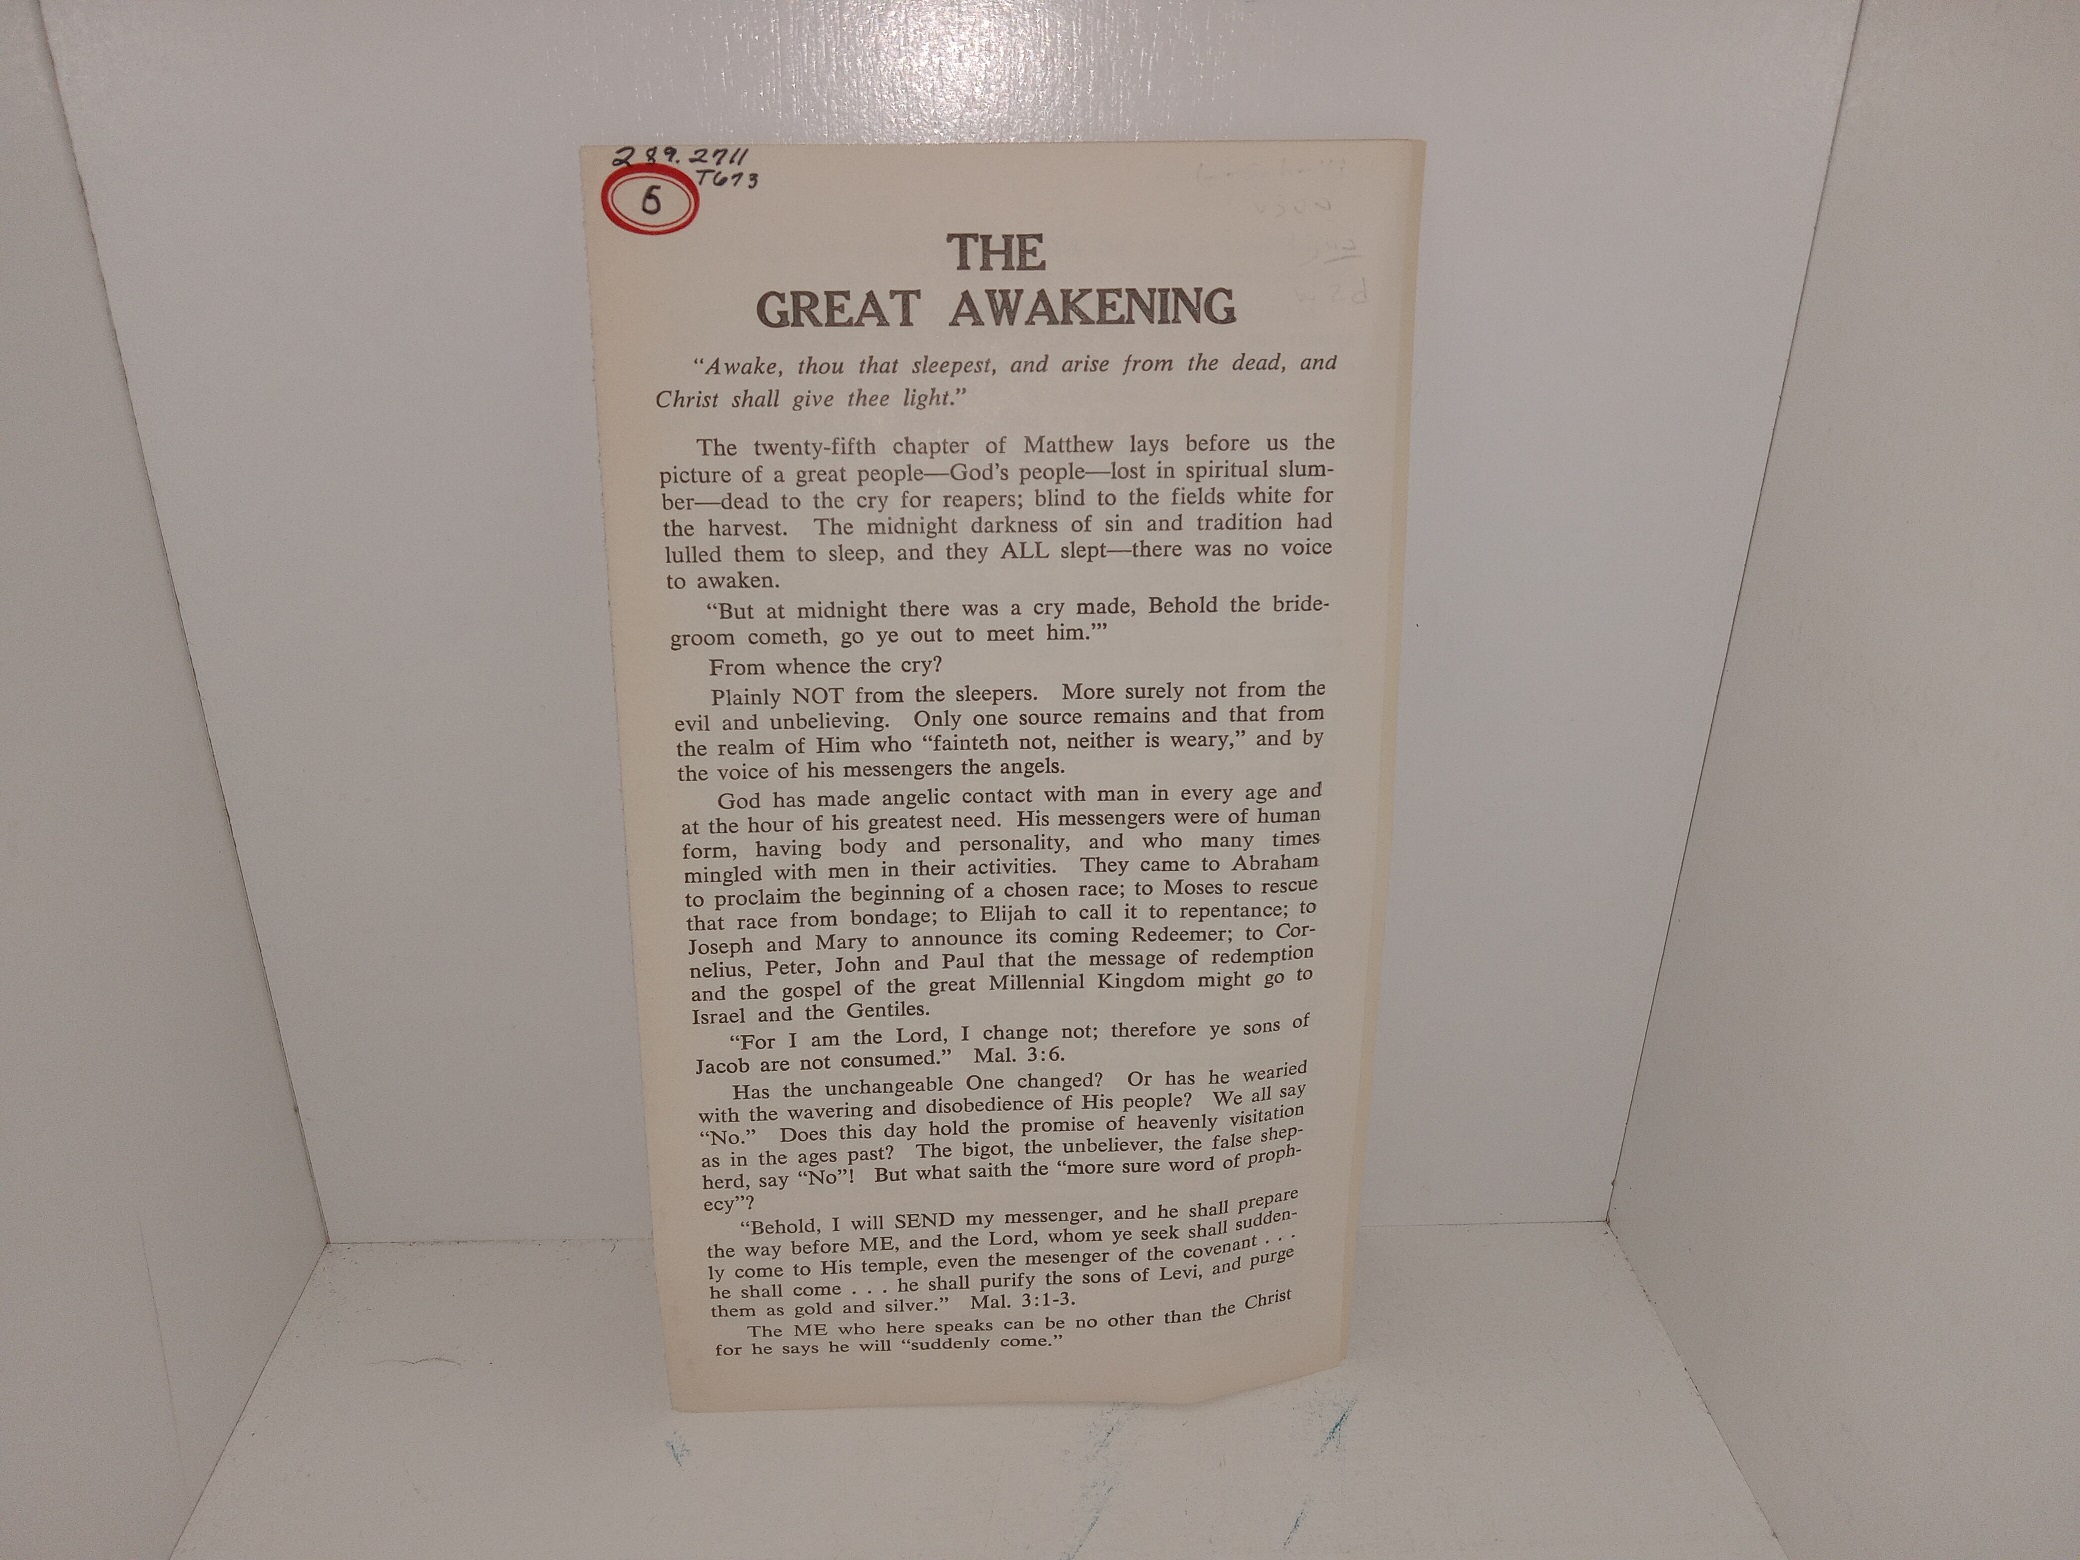 289.2711
T673
6
THE
GREAT AWAKENING
“Awake, thou that sleepest, and arise from the dead, and
Christ shall give thee light.”
The twenty-fifth chapter of Matthew lays before us the
picture of a great people—God’s people—lost in spiritual slum-
ber—dead to the cry for reapers; blind to the fields white for
the harvest. The midnight darkness of sin and tradition had
lulled them to sleep, and they ALL slept—there was no voice
to awaken.
“But at midnight there was a cry made, Behold the bride-
groom cometh, go ye out to meet him.’”
From whence the cry?
Plainly NOT from the sleepers. More surely not from the
evil and unbelieving. Only one source remains and that from
the realm of Him who “fainteth not, neither is weary,” and by
the voice of his messengers the angels.
God has made angelic contact with man in every age and
at the hour of his greatest need. His messengers were of human
form, having body and personality, and who many times
mingled with men in their activities. They came to Abraham
to proclaim the beginning of a chosen race; to Moses to rescue
that race from bondage; to Elijah to call it to repentance; to
Joseph and Mary to announce its coming Redeemer; to Cor-
nelius, Peter, John and Paul that the message of redemption
and the gospel of the great Millennial Kingdom might go to
Israel and the Gentiles.
“For I am the Lord, I change not; therefore ye sons of
Jacob are not consumed.” Mal. 3:6.
Has the unchangeable One changed? Or has he wearied
with the wavering and disobedience of His people? We all say
“No.” Does this day hold the promise of heavenly visitation
as in the ages past? The bigot, the unbeliever, the false shep-
herd, say “No”! But what saith the “more sure word of proph-
ecy”?
“Behold, I will SEND my messenger, and he shall prepare
the way before ME, and the Lord, whom ye seek shall sudden-
ly come to His temple, even the mesenger of the covenant . . .
he shall come . . . he shall purify the sons of Levi, and purge
them as gold and silver.” Mal. 3:1-3.
The ME who here speaks can be no other than the Christ
for he says he will “suddenly come.”